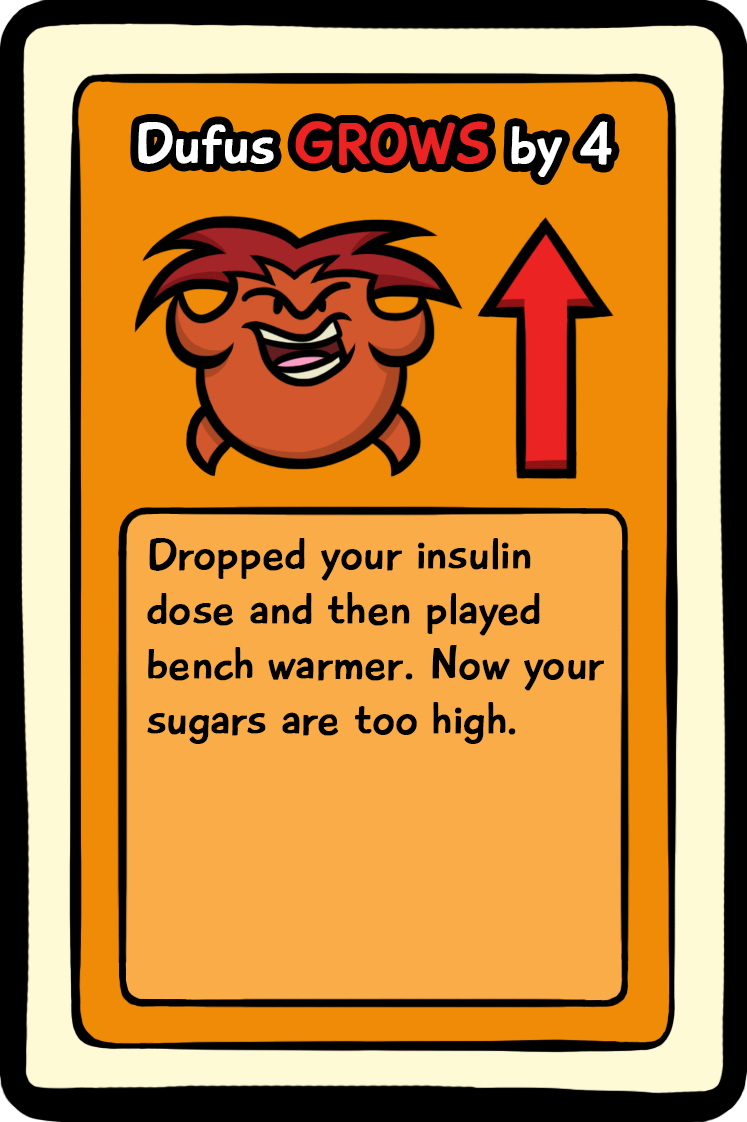 Dufus GROWS by 4
Dropped your insulin
dose and then played
bench warmer. Now your
sugars are too high.